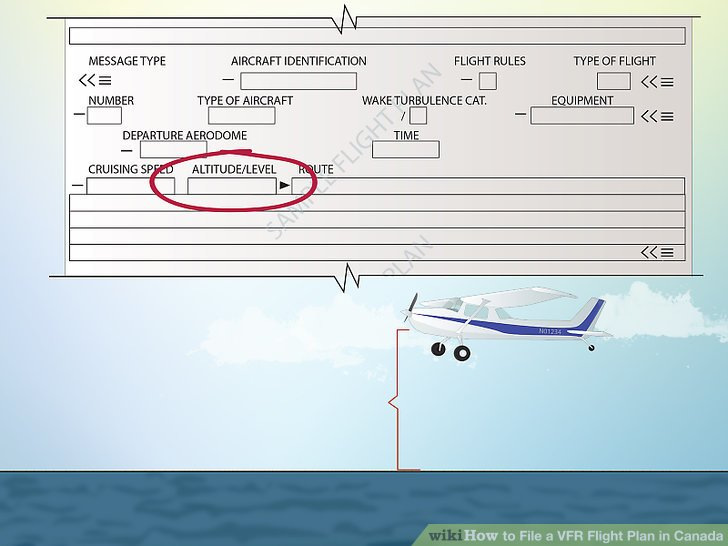 MESSAGE TYPE AIRCRAFT IDENTIFICATION FLIGHT RULES TYPE OF FLIGHT
NUMBER TYPE OF AIRCRAFT WAKE TURBULENCE CAT. EQUIPMENT
/
DEPARTURE AERODOME TIME
CRUISING SPEED ALTITUDE/LEVEL ROUTE
SAMPLE FLIGHT PLAN
PLAN
N01234
wikiHow to File a VFR Flight Plan in Canada